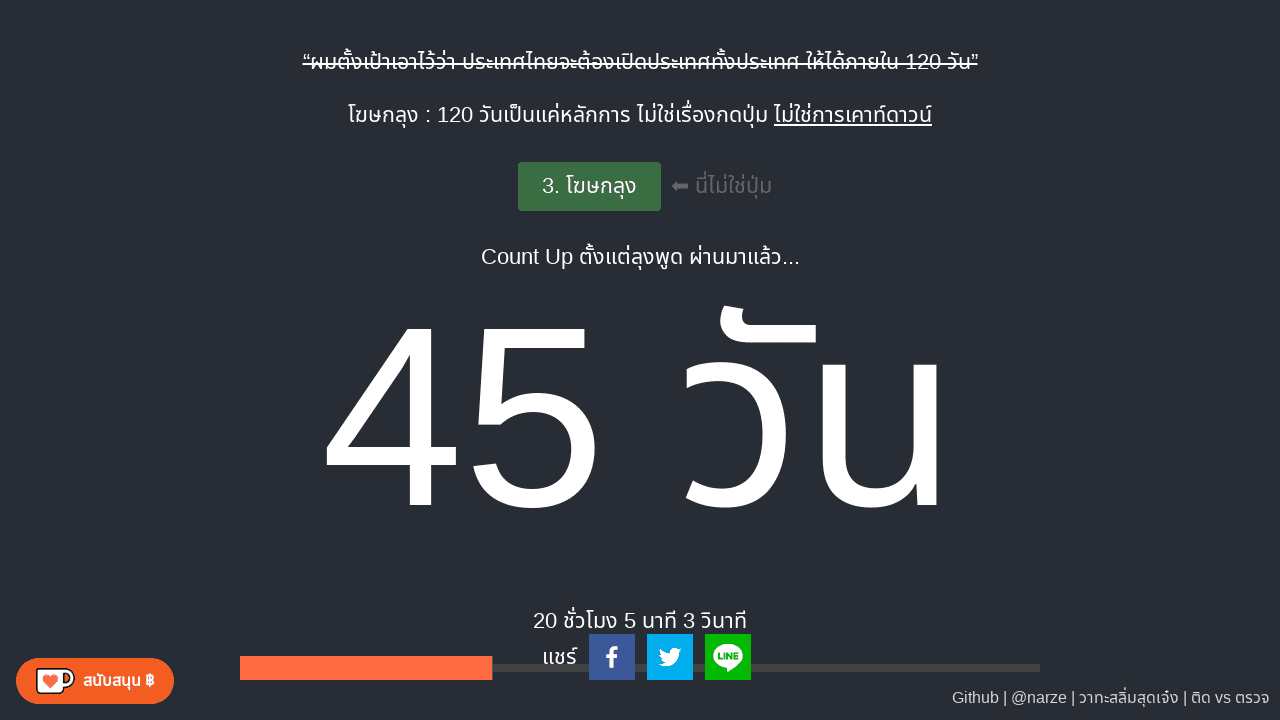 “ผมตั้งเป้าเอาไว้ว่า ประเทศไทยจะต้องเปิดประเทศทั้งประเทศ ให้ได้ภายใน 120 วัน”
โฆษกลุง : 120 วันเป็นแค่หลักการ ไม่ใช่เรื่องกดปุ่ม ไม่ใช่การเคาท์ดาวน์
3. โฆษกลุง ⬅ นี่ไม่ใช่ปุ่ม
Count Up ตั้งแต่ลุงพูด ผ่านมาแล้ว...
45 วัน
20 ชั่วโมง 5 นาที 3 วินาที
แชร์
สนับสนุน ฿
Github | @narze | วาทะสลิ่มสุดเจ๋ง | ติด vs ตรวจ